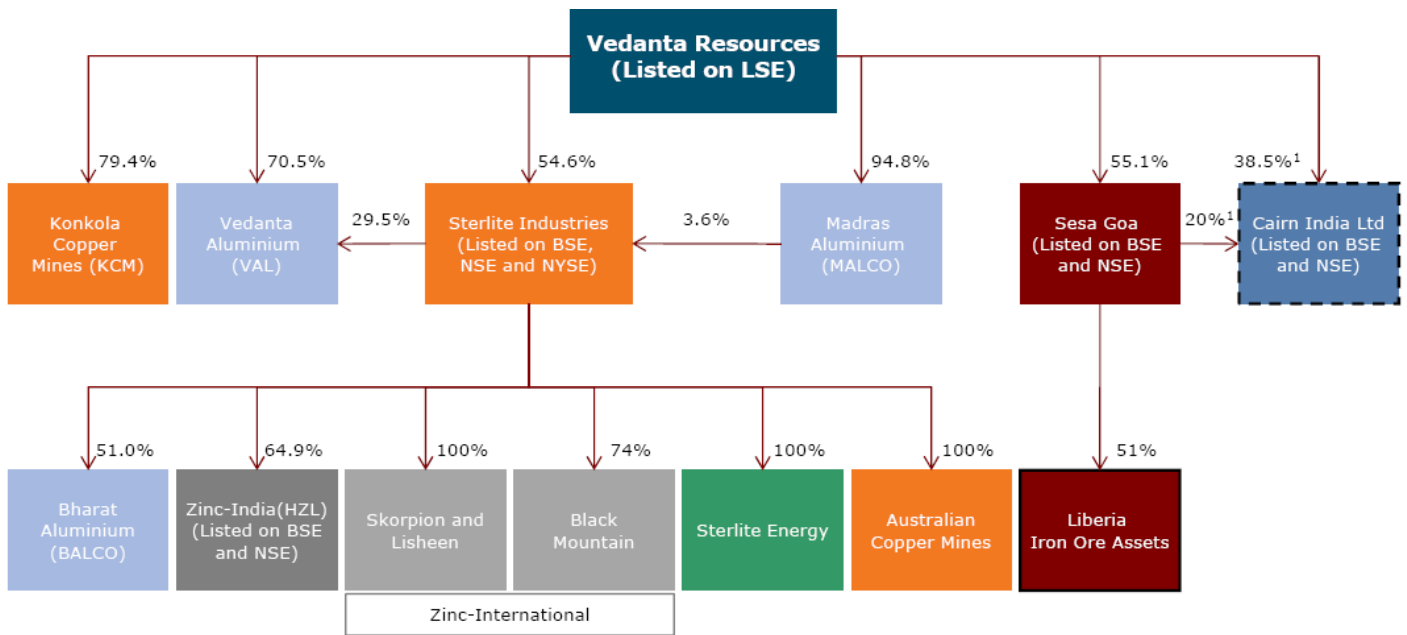 Vedanta Resources
(Listed on LSE)
79.4%
70.5%
54.6%
94.8%
55.1%
38.5%¹
Konkola
Copper
Mines (KCM)
Vedanta
Aluminium
(VAL)
29.5%
Sterlite Industries
(Listed on BSE,
NSE and NYSE)
3.6%
Madras
Aluminium
(MALCO)
Sesa Goa
(Listed on BSE
and NSE)
20%¹
Cairn India Ltd
(Listed on BSE
and NSE)
51.0%
64.9%
100%
74%
100%
100%
51%
Bharat
Aluminium
(BALCO)
Zinc-India(HZL)
(Listed on BSE
and NSE)
Skorpion and
Lisheen
Black
Mountain
Sterlite Energy
Australian
Copper Mines
Liberia
Iron Ore Assets
Zinc-International